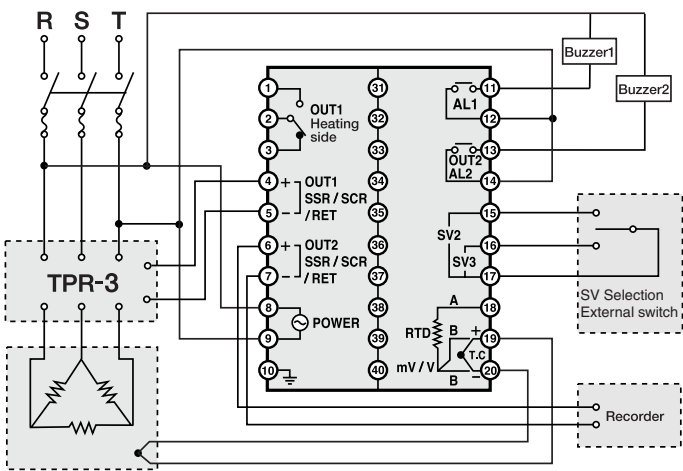 R S T
Buzzer1
Buzzer2
1
2
3
4
5
6
7
8
9
10
OUT1
Heating
side
+ OUT1
SSR / SCR
− / RET
+ OUT2
SSR / SCR
− / RET
POWER
31
32
33
34
35
36
37
38
39
40
AL1
OUT2
AL2
SV2
SV3
A
RTD
B
+
T.C
mV / V
B
−
11
12
13
14
15
16
17
18
19
20
TPR-3
SV Selection
External switch
Recorder